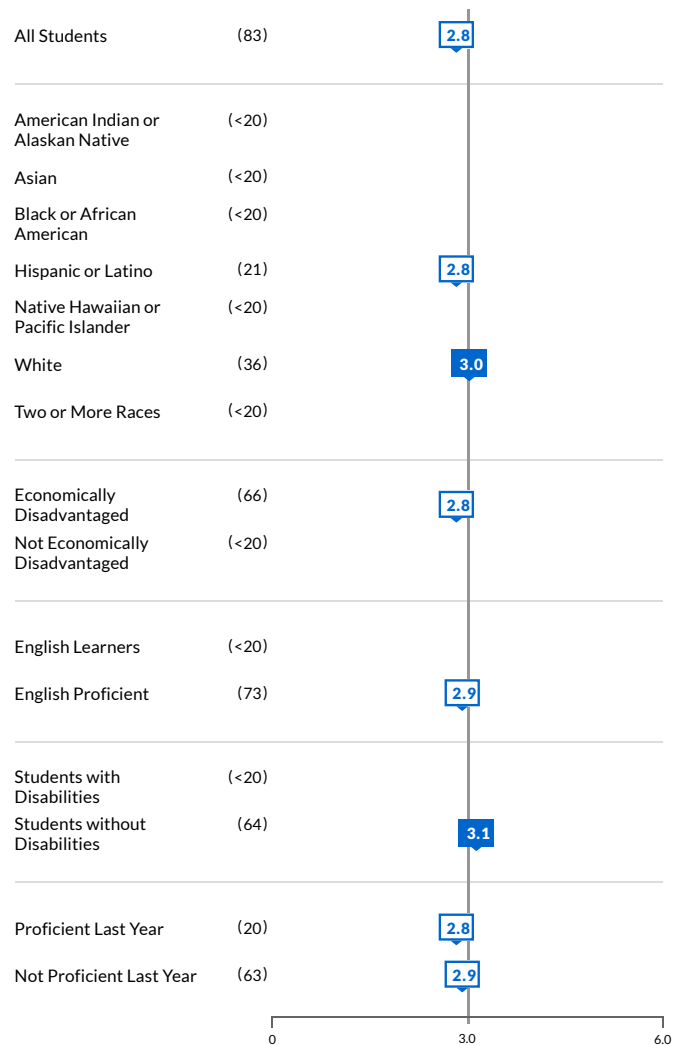 All Students (83) 2.8
American Indian or (<20)
Alaskan Native
Asian (<20)
Black or African (<20)
American
Hispanic or Latino (21) 2.8
Native Hawaiian or (<20)
Pacific Islander
White (36) 3.0
Two or More Races (<20)
Economically (66) 2.8
Disadvantaged
Not Economically (<20)
Disadvantaged
English Learners (<20)
English Proficient (73) 2.9
Students with (<20)
Disabilities
Students without (64) 3.1
Disabilities
Proficient Last Year (20) 2.8
Not Proficient Last Year (63) 2.9
0 3.0 6.0